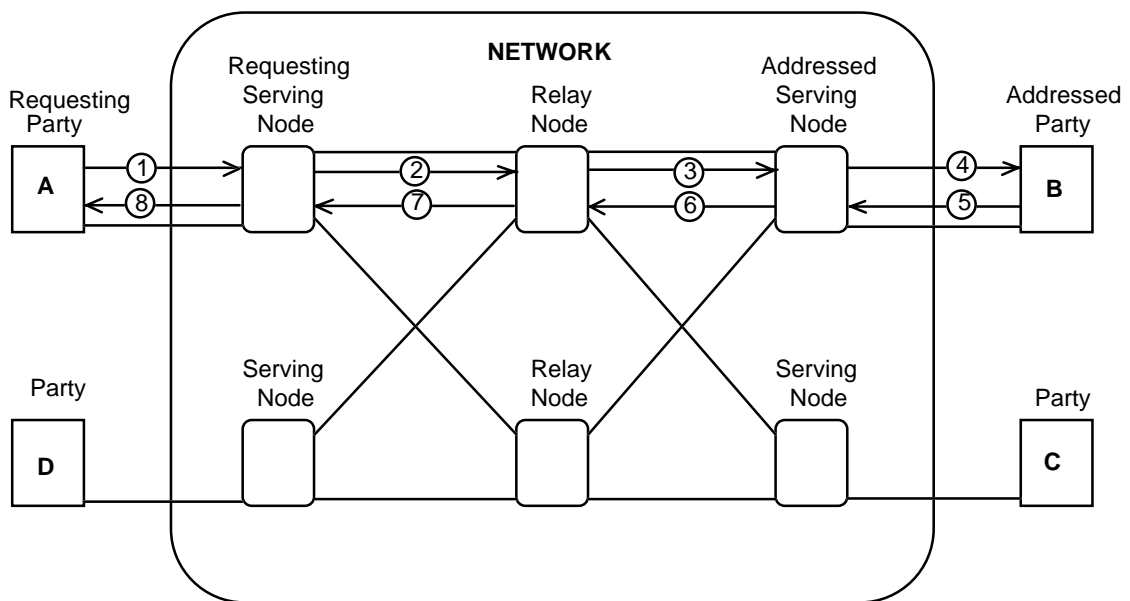 NETWORK
Requesting
Party
Requesting
Serving
Node
Relay
Node
Addressed
Serving
Node
Addressed
Party
A
1
2
3
4
B
8
7
6
5
Party
Serving
Node
Relay
Node
Serving
Node
Party
D
C